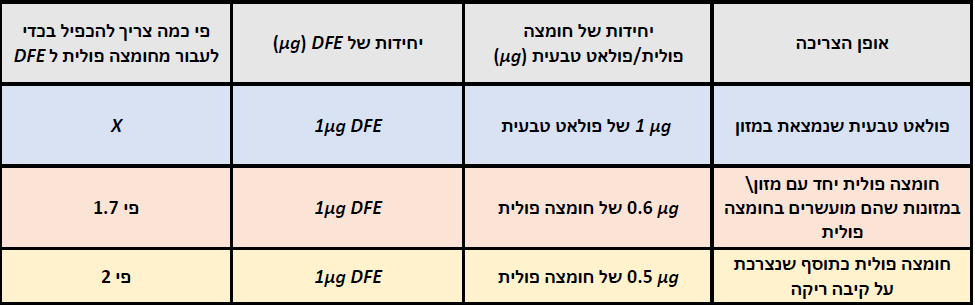 אופן הצריכה
יחידות של חומצה
פולית/פולאט טבעית (µg)
יחידות של DFE (µg)
פי כמה צריך להכפיל בכדי
לעבור מחומצה פולית ל DFE
פולאט טבעית שנמצאת במזון
1 µg של פולאט טבעית
1µg DFE
X
חומצה פולית יחד עם מזון\
במזונות שהם מועשרים בחומצה
פולית
0.6 µg של חומצה פולית
1µg DFE
פי 1.7
חומצה פולית כתוסף שנצרכת
על קיבה ריקה
0.5 µg של חומצה פולית
1µg DFE
פי 2